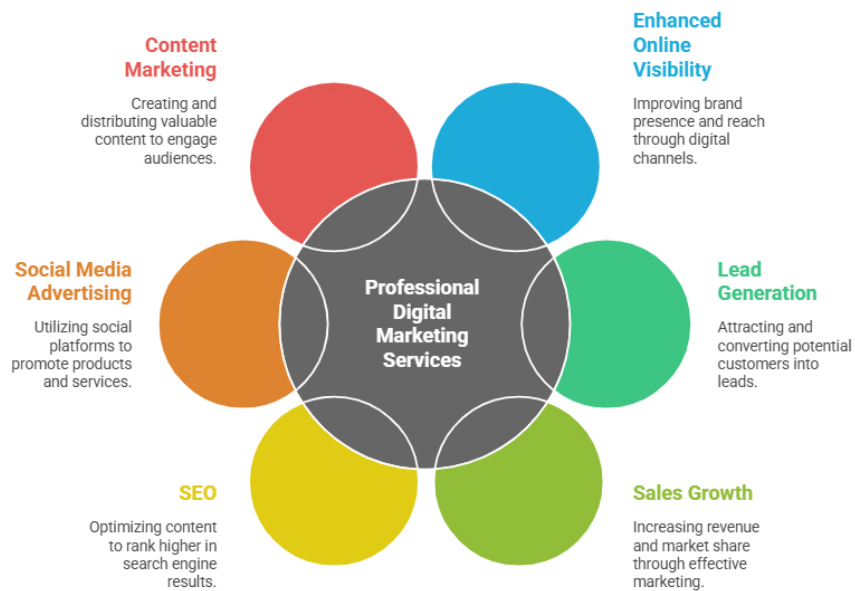 Content
Marketing
Creating and
distributing valuable
content to engage
audiences.
Enhanced
Online
Visibility
Improving brand
presence and reach
through digital
channels.
Social Media
Advertising
Utilizing social
platforms to
promote products
and services.
Professional
Digital
Marketing
Services
Lead
Generation
Attracting and
converting potential
customers into
leads.
SEO
Optimizing content
to rank higher in
search engine
results.
Sales Growth
Increasing revenue
and market share
through effective
marketing.